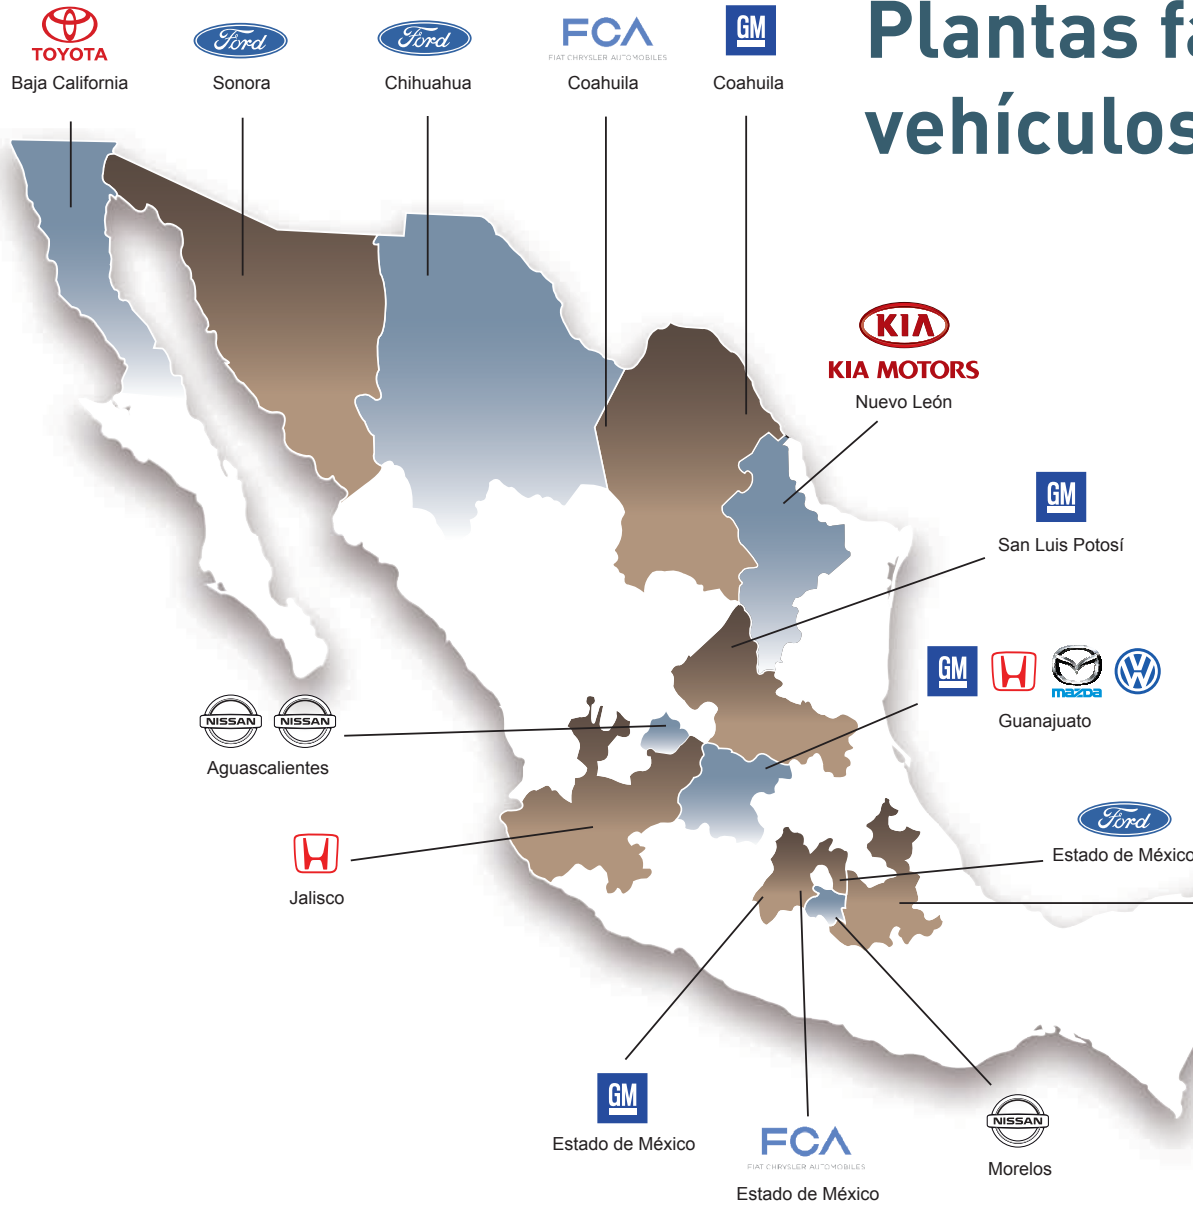 Plantas fa
vehículos
TOYOTA
Baja California
Ford
Sonora
Ford
Chihuahua
FCA
FIAT CHRYSLER AUTOMOBILES
Coahuila
GM
Coahuila
KIA
KIA MOTORS
Nuevo León
GM
San Luis Potosí
GM
mazda
Guanajuato
NISSAN NISSAN
Aguascalientes
Ford
Estado de México
Jalisco
GM
Estado de México
FCA
FIAT CHRYSLER AUTOMOBILES
Estado de México
NISSAN
Morelos